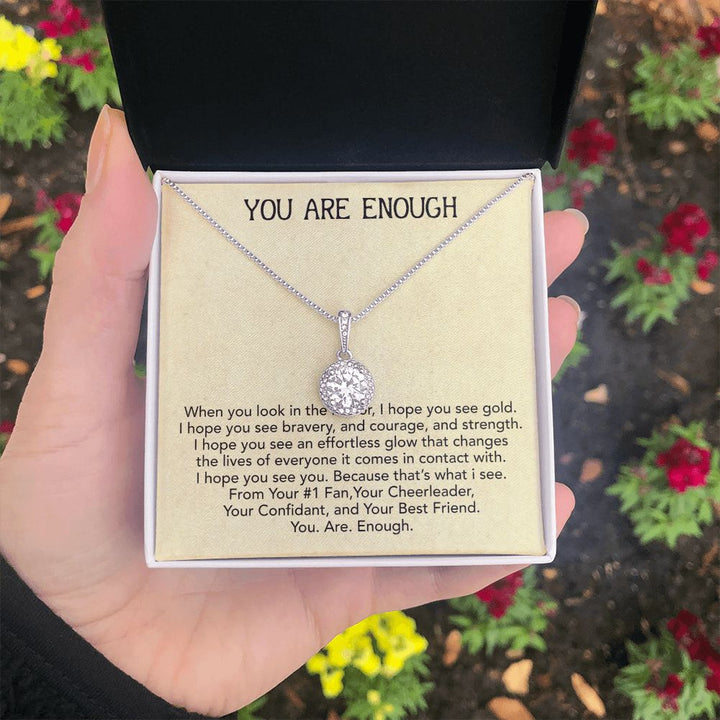 YOU ARE ENOUGH
When you look in the r, I hope you see gold.
I hope you see bravery, and courage, and strength.
I hope you see an effortless glow that changes
the lives of everyone it comes in contact with.
I hope you see you. Because that's what i see.
From Your #1 Fan,Your Cheerleader,
Your Confidant, and Your Best Friend.
You. Are. Enough.